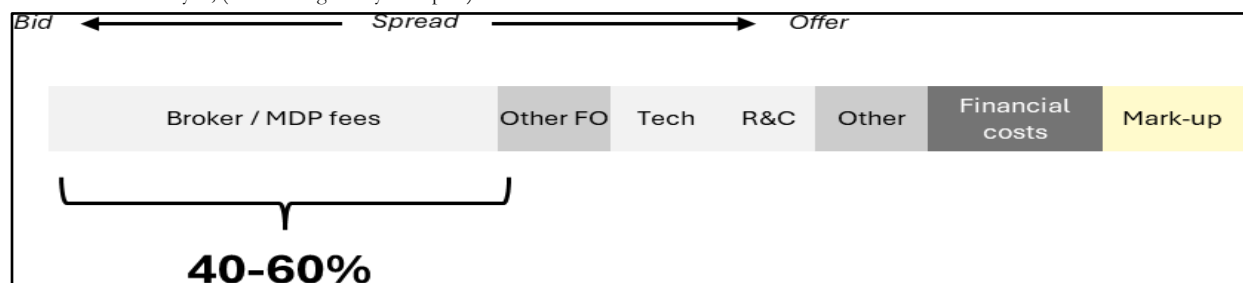 Bid Spread Offer
Broker / MDP fees Other FO Tech R&C Other Financial costs Mark-up
40-60%